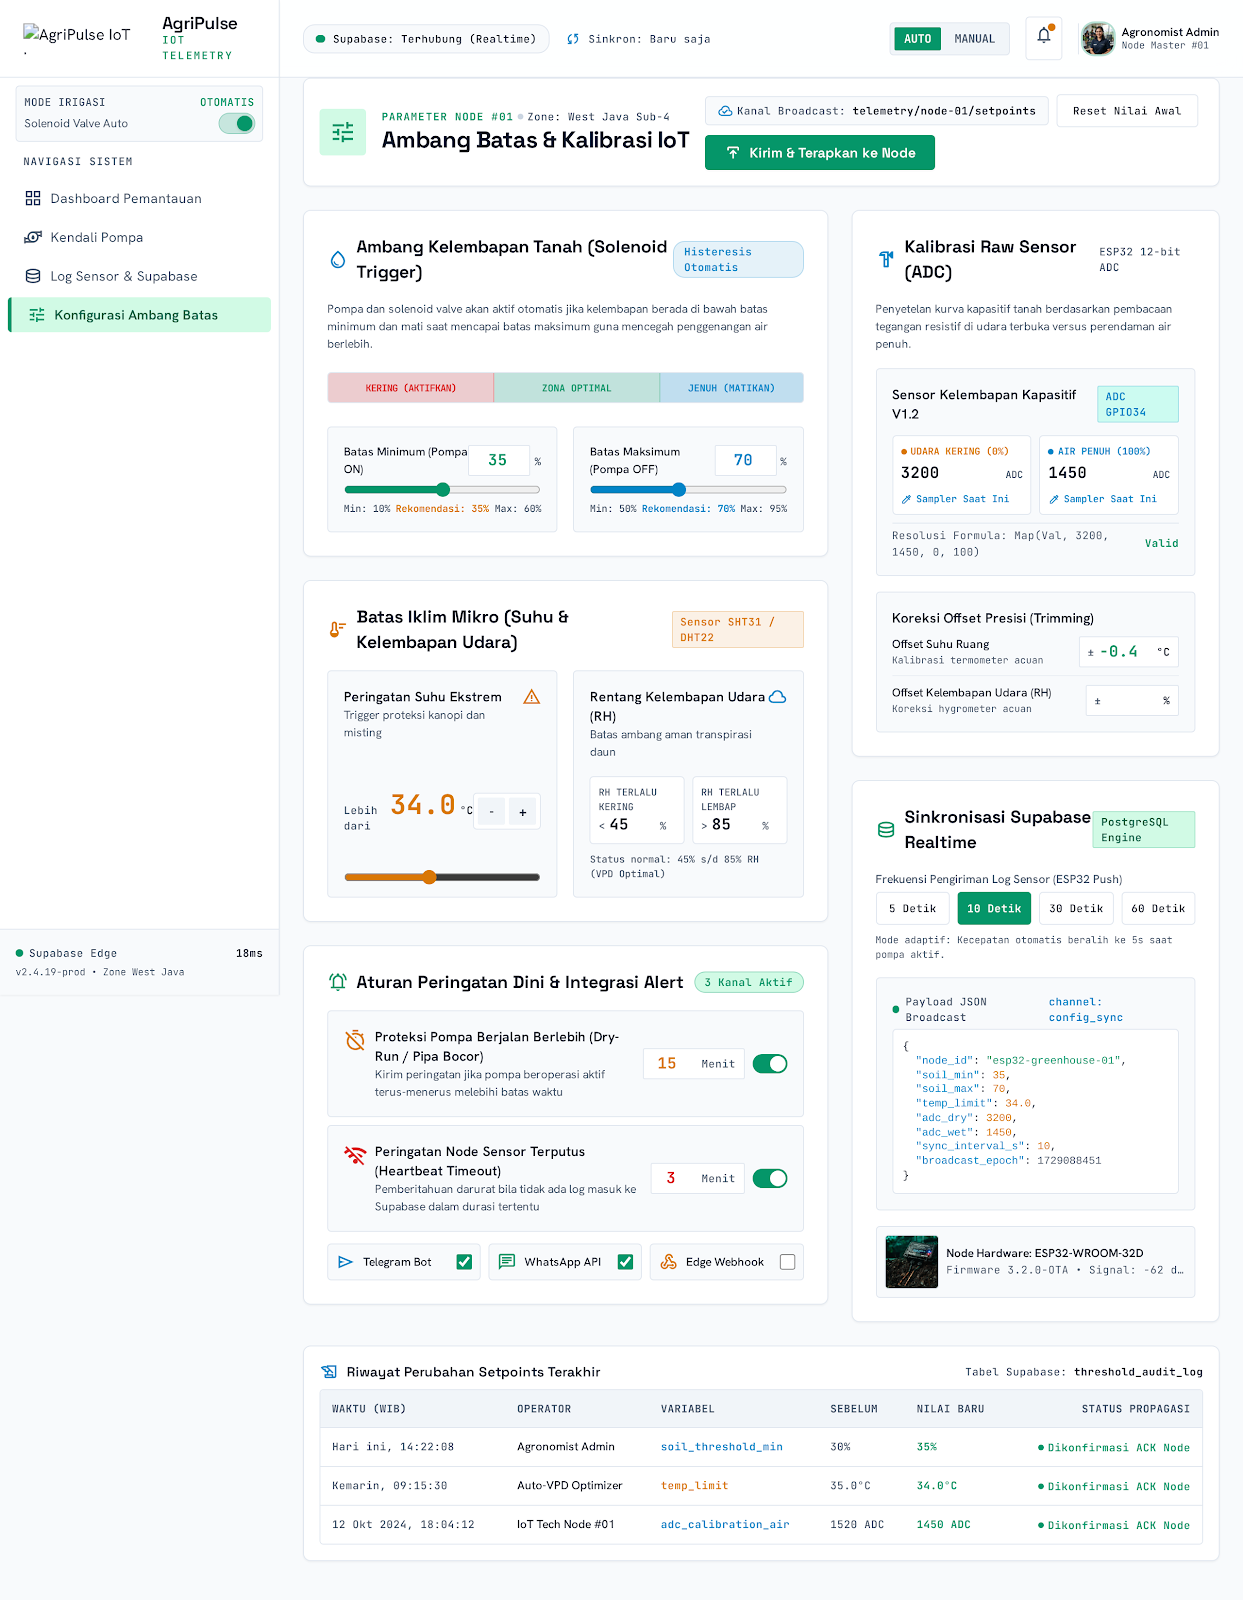 AgriPulse IoT
AgriPulse
IOT
TELEMETRY
Supabase: Terhubung (Realtime)
Sinkron: Baru saja
AUTO
MANUAL
Agronomist Admin
Node Master #01
MODE IRIGASI
OTOMATIS
Solenoid Valve Auto
NAVIGASI SISTEM
Dashboard Pemantauan
Kendali Pompa
Log Sensor & Supabase
Konfigurasi Ambang Batas
Supabase Edge
18ms
v2.4.19-prod • Zone West Java
PARAMETER NODE #01
Zone: West Java Sub-4
Ambang Batas & Kalibrasi IoT
Kanal Broadcast: telemetry/node-01/setpoints
Reset Nilai Awal
Kirim & Terapkan ke Node
Ambang Kelembapan Tanah (Solenoid
Trigger)
Histeresis
Otomatis
Pompa dan solenoid valve akan aktif otomatis jika kelembapan berada di bawah batas
minimum dan mati saat mencapai batas maksimum guna mencegah penggenangan air
berlebih.
KERING (AKTIFKAN)
ZONA OPTIMAL
JENUH (MATIKAN)
Batas Minimum (Pompa
ON)
35
%
Min: 10%
Rekomendasi: 35%
Max: 60%
Batas Maksimum
(Pompa OFF)
70
%
Min: 50%
Rekomendasi: 70%
Max: 95%
Batas Iklim Mikro (Suhu &
Kelembapan Udara)
Sensor SHT31 /
DHT22
Peringatan Suhu Ekstrem
Trigger proteksi kanopi dan
misting
Lebih
dari
34.0
°C
-
+
Rentang Kelembapan Udara
(RH)
Batas ambang aman transpirasi
daun
RH TERLALU
KERING
< 45 %
RH TERLALU
LEMBAP
> 85 %
Status normal: 45% s/d 85% RH
(VPD Optimal)
Aturan Peringatan Dini & Integrasi Alert
3 Kanal Aktif
Proteksi Pompa Berjalan Berlebih (Dry-
Run / Pipa Bocor)
Kirim peringatan jika pompa beroperasi aktif
terus-menerus melebihi batas waktu
15
Menit
Peringatan Node Sensor Terputus
(Heartbeat Timeout)
Pemberitahuan darurat bila tidak ada log masuk ke
Supabase dalam durasi tertentu
3
Menit
Telegram Bot
WhatsApp API
Edge Webhook
Kalibrasi Raw Sensor
(ADC)
ESP32 12-bit
ADC
Penyetelan kurva kapasitif tanah berdasarkan pembacaan
tegangan resistif di udara terbuka versus perendaman air
penuh.
Sensor Kelembapan Kapasitif
V1.2
ADC
GPIO34
UDARA KERING (0%)
3200
ADC
Sampler Saat Ini
AIR PENUH (100%)
1450
ADC
Sampler Saat Ini
Resolusi Formula: Map(Val, 3200,
1450, 0, 100)
Valid
Koreksi Offset Presisi (Trimming)
Offset Suhu Ruang
Kalibrasi termometer acuan
± -0.4 °C
Offset Kelembapan Udara (RH)
Koreksi hygrometer acuan
± %
Sinkronisasi Supabase
Realtime
PostgreSQL
Engine
Frekuensi Pengiriman Log Sensor (ESP32 Push)
5 Detik
10 Detik
30 Detik
60 Detik
Mode adaptif: Kecepatan otomatis beralih ke 5s saat
pompa aktif.
Payload JSON
Broadcast
channel:
config_sync
{
"node_id": "esp32-greenhouse-01",
"soil_min": 35,
"soil_max": 70,
"temp_limit": 34.0,
"adc_dry": 3200,
"adc_wet": 1450,
"sync_interval_s": 10,
"broadcast_epoch": 1729088451
}
Node Hardware: ESP32-WROOM-32D
Firmware 3.2.0-OTA • Signal: -62 d…
Riwayat Perubahan Setpoints Terakhir
Tabel Supabase: threshold_audit_log
WAKTU (WIB) OPERATOR VARIABEL SEBELUM NILAI BARU STATUS PROPAGASI
Hari ini, 14:22:08 Agronomist Admin soil_threshold_min 30% 35% Dikonfirmasi ACK Node
Kemarin, 09:15:30 Auto-VPD Optimizer temp_limit 35.0°C 34.0°C Dikonfirmasi ACK Node
12 Okt 2024, 18:04:12 IoT Tech Node #01 adc_calibration_air 1520 ADC 1450 ADC Dikonfirmasi ACK Node